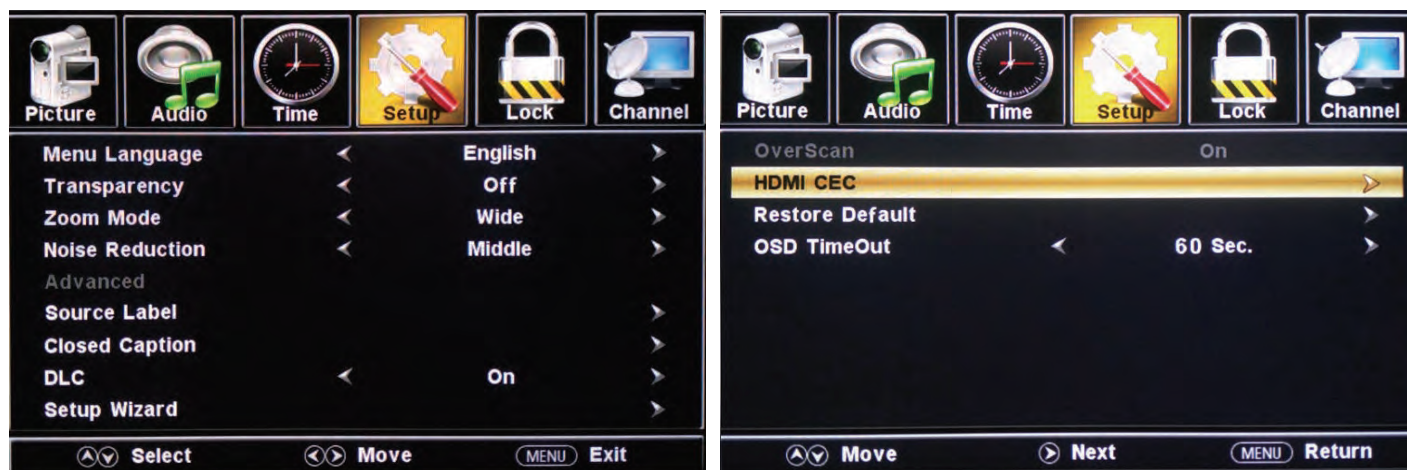 Picture Audio Time Setup Lock Channel
Menu Language English
Transparency Off
Zoom Mode Wide
Noise Reduction Middle
Advanced
Source Label
Closed Caption
DLC On
Setup Wizard
Select Move MENU Exit
Picture Audio Time Setup Lock Channel
OverScan On
HDMI CEC
Restore Default
OSD TimeOut 60 Sec.
Move Next MENU Return